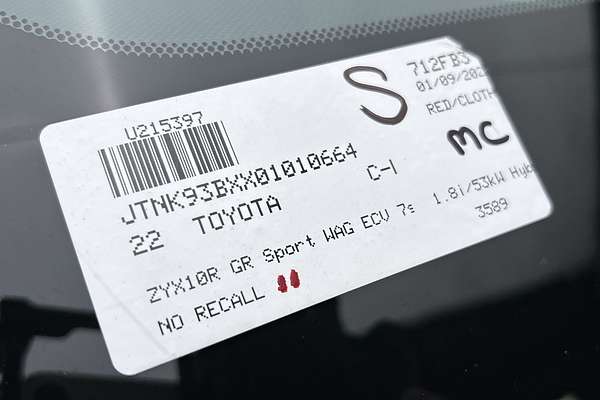 U215397
JTNK93BXX01010664
22 TOYOTA C-I
ZYX10R GR Sport WAG ECV 7s 1.8i/53kW Hyb
NO RECALL
3589
S
712FB3
01/09/202
RED/CLOTH
MC